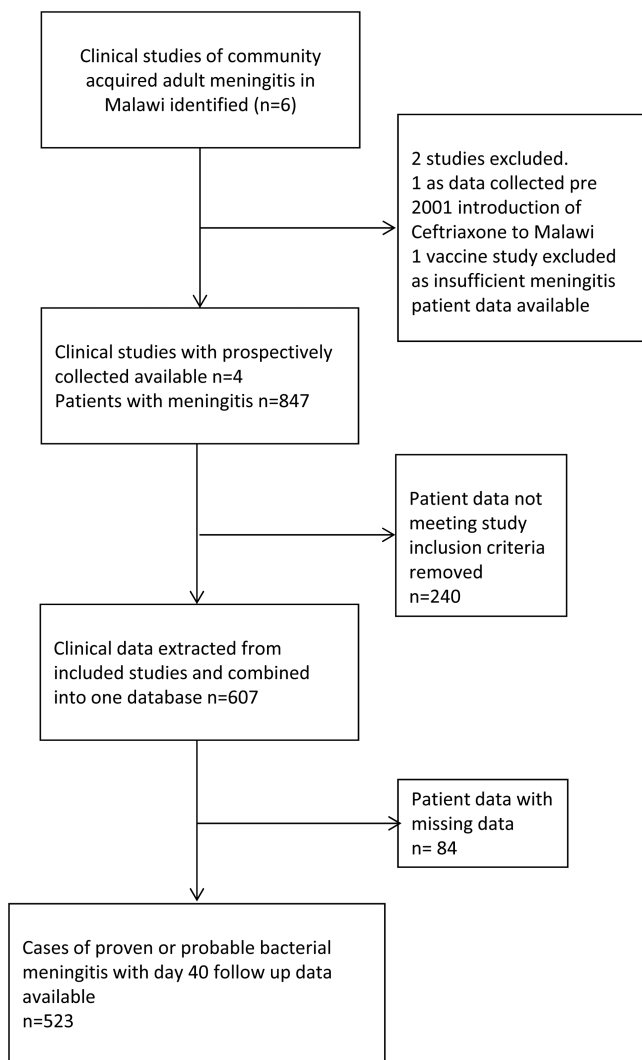 Clinical studies of community
acquired adult meningitis in
Malawi identified (n=6)
2 studies excluded.
1 as data collected pre
2001 introduction of
Ceftriaxone to Malawi
1 vaccine study excluded
as insufficient meningitis
patient data available
Clinical studies with prospectively
collected available n=4
Patients with meningitis n=847
Patient data not
meeting study
inclusion criteria
removed
n=240
Clinical data extracted from
included studies and combined
into one database n=607
Patient data with
missing data
n= 84
Cases of proven or probable bacterial
meningitis with day 40 follow up data
available
n=523